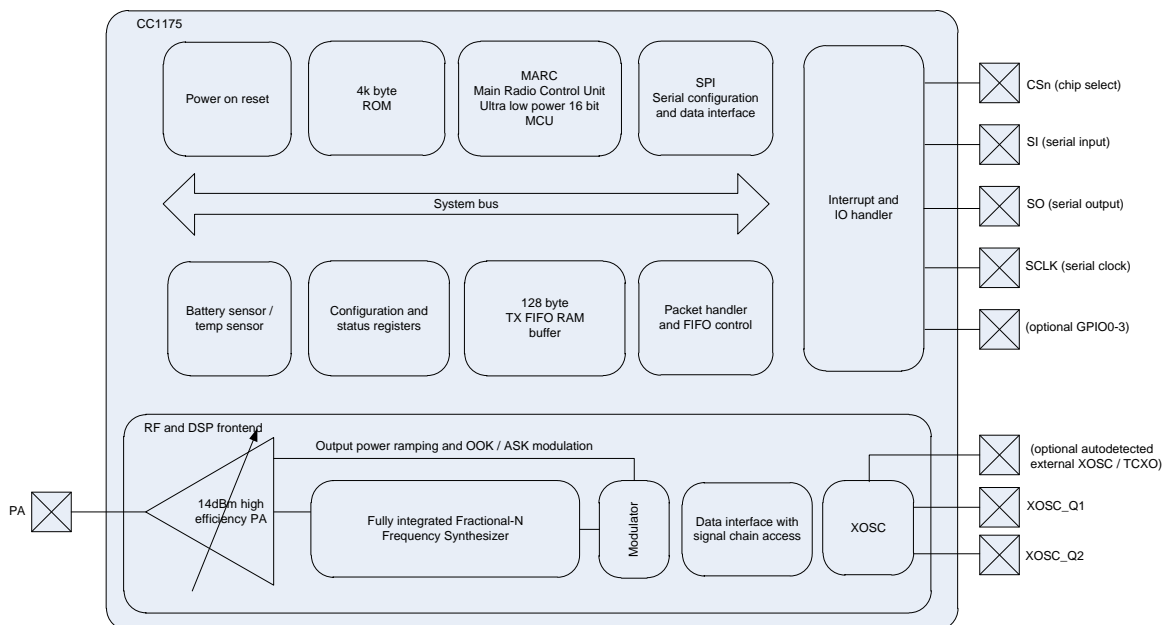 CC1175
Power on reset
4k byte
ROM
MARC
Main Radio Control Unit
Ultra low power 16 bit
MCU
SPI
Serial configuration
and data interface
System bus
Interrupt and
IO handler
CSn (chip select)
SI (serial input)
SO (serial output)
SCLK (serial clock)
(optional GPIO0-3)
Battery sensor /
temp sensor
Configuration and
status registers
128 byte
TX FIFO RAM
buffer
Packet handler
and FIFO control
RF and DSP frontend
Output power ramping and OOK / ASK modulation
PA
14dBm high
efficiency PA
Fully integrated Fractional-N
Frequency Synthesizer
Modulator
Data interface with
signal chain access
XOSC
(optional autodetected
external XOSC / TCXO)
XOSC_Q1
XOSC_Q2